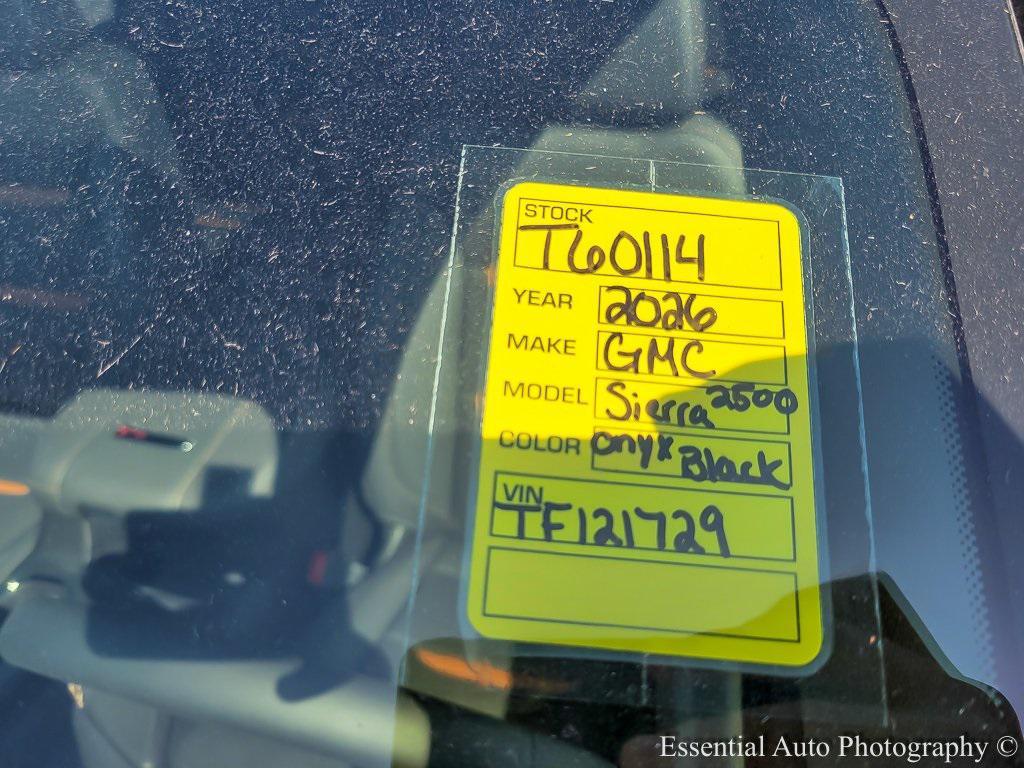 STOCK
T60114
YEAR 2026
MAKE GMC
MODEL Sierra 2500
COLOR onyx Black
VIN
TF121729
Essential Auto Photography ©